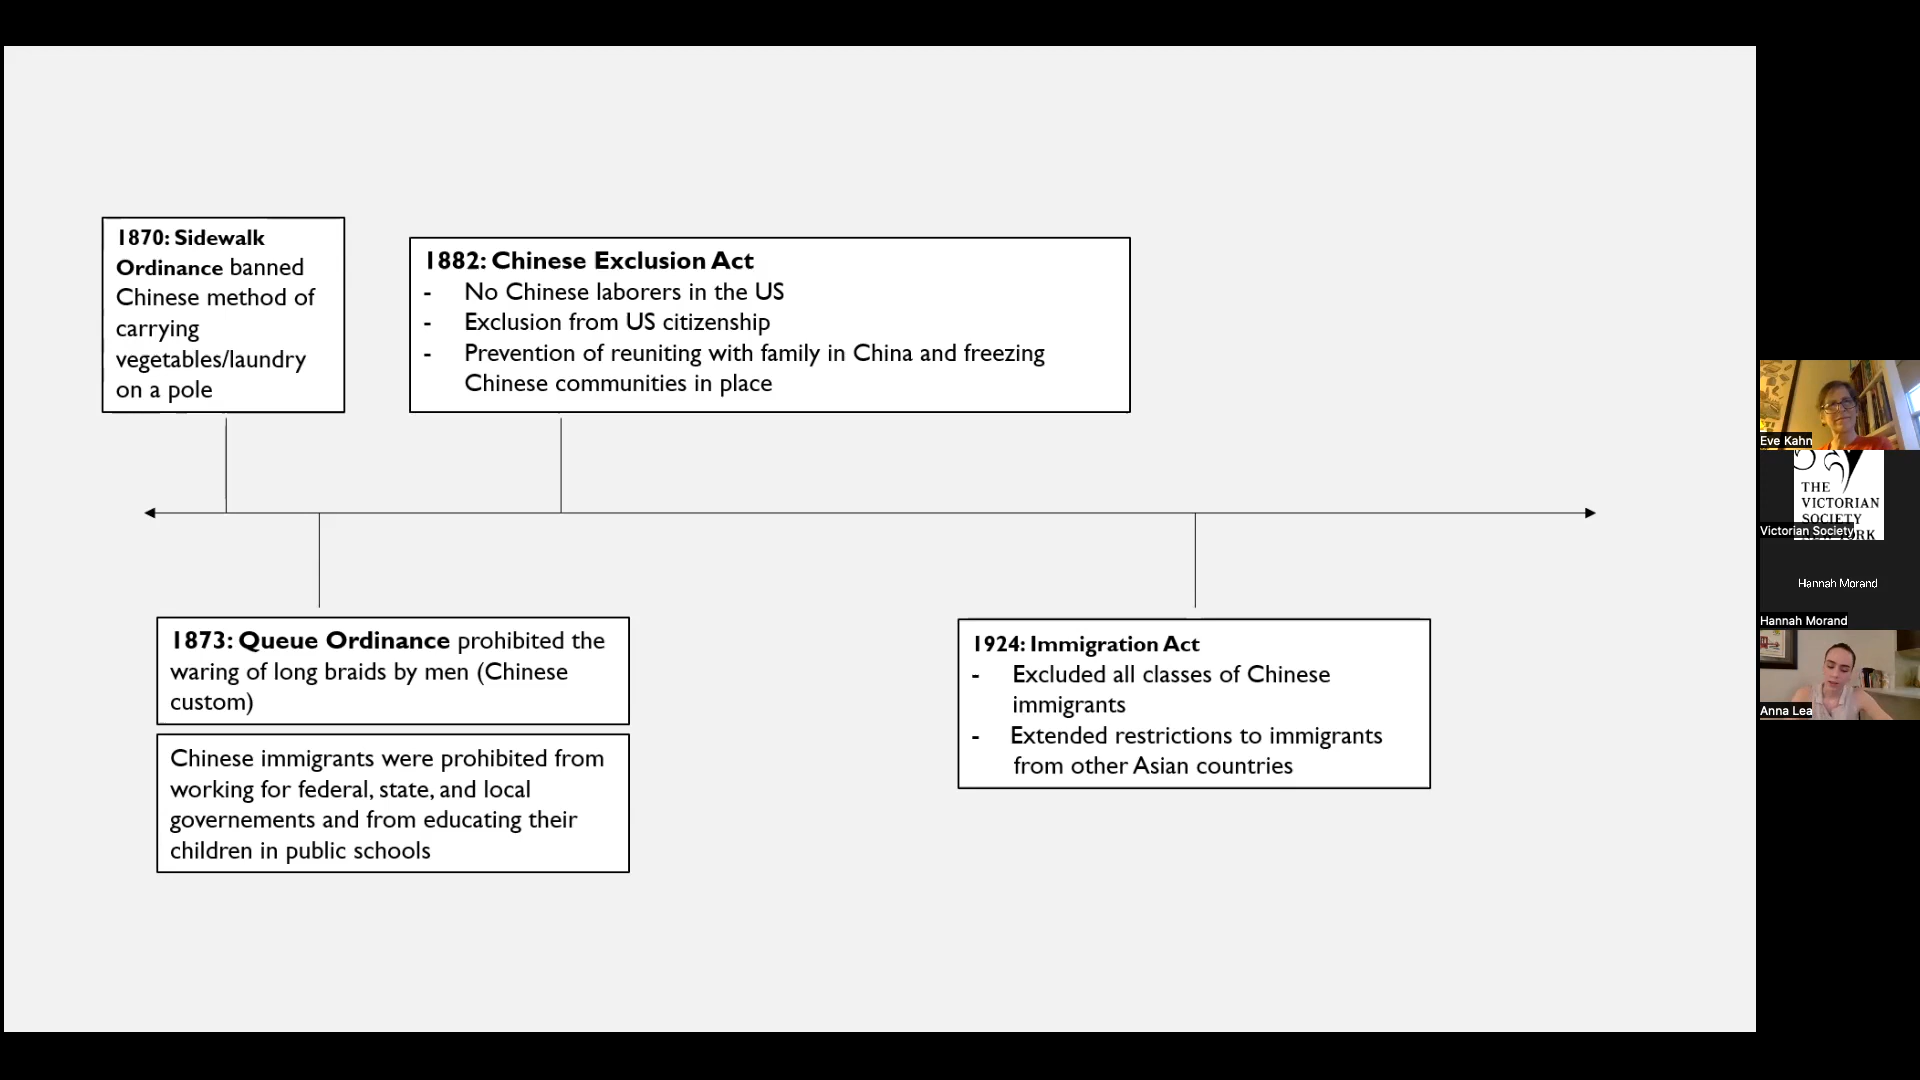 1870: Sidewalk
Ordinance banned
Chinese method of
carrying
vegetables/laundry
on a pole
1882: Chinese Exclusion Act
- No Chinese laborers in the US
- Exclusion from US citizenship
- Prevention of reuniting with family in China and freezing
Chinese communities in place
1873: Queue Ordinance prohibited the
waring of long braids by men (Chinese
custom)
Chinese immigrants were prohibited from
working for federal, state, and local
governements and from educating their
children in public schools
1924: Immigration Act
- Excluded all classes of Chinese
immigrants
- Extended restrictions to immigrants
from other Asian countries
Eve Kahn
THE
VICTORIAN
SOCIETY
Victorian Society
Hannah Morand
Hannah Morand
Anna Lea